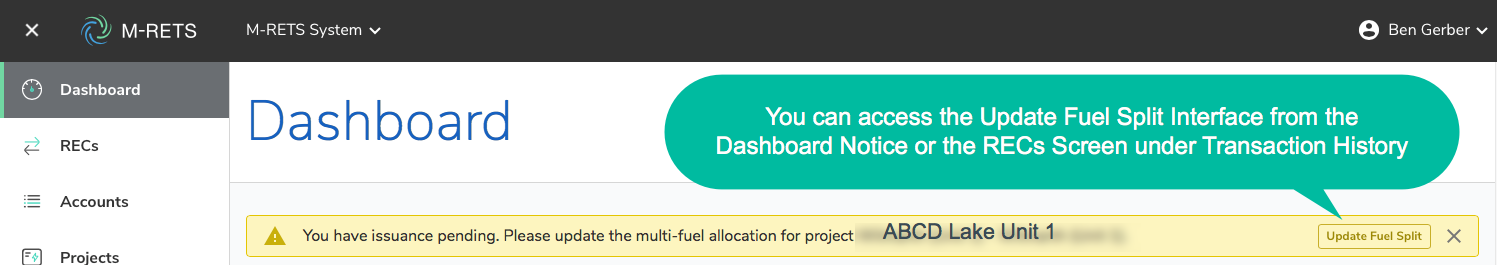 M-RETS
M-RETS System
Ben Gerber
Dashboard
RECs
Accounts
Projects
Dashboard
You can access the Update Fuel Split Interface from the
Dashboard Notice or the RECs Screen under Transaction History
You have issuance pending. Please update the multi-fuel allocation for project ABCD Lake Unit 1
Update Fuel Split